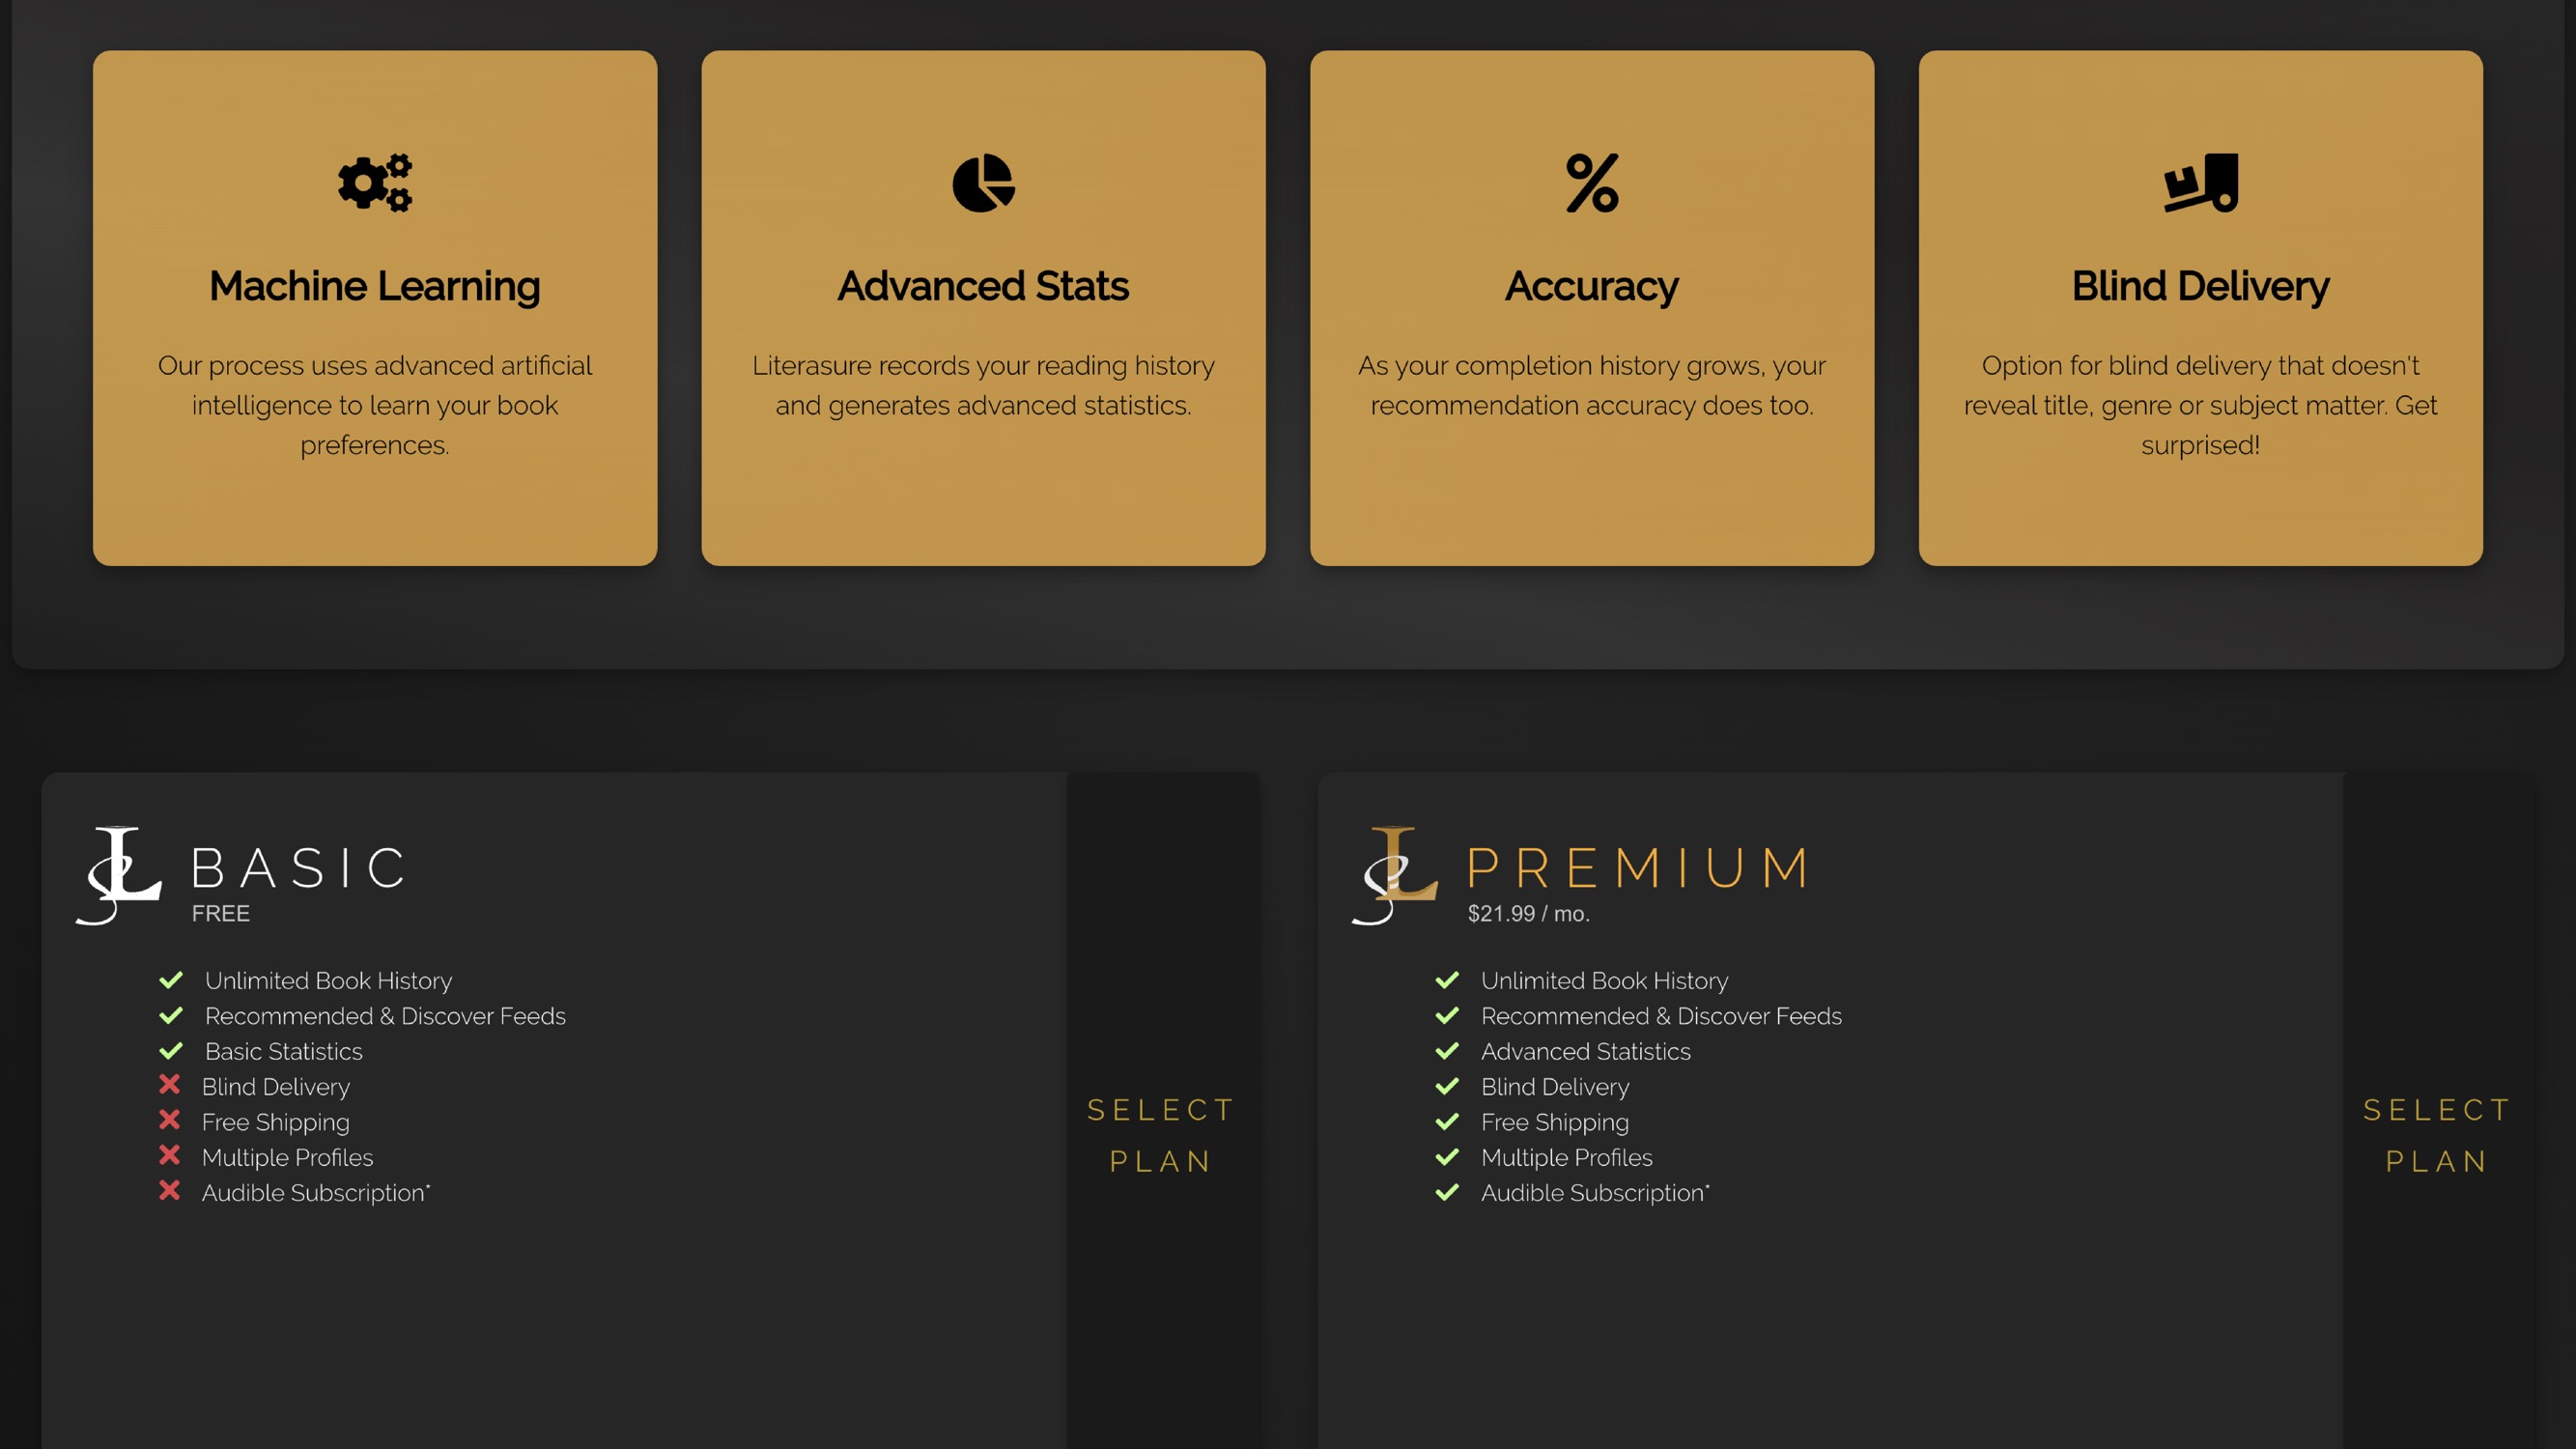 Machine Learning
Our process uses advanced artificial
intelligence to learn your book
preferences.
Advanced Stats
Literasure records your reading history
and generates advanced statistics.
%
Accuracy
As your completion history grows, your
recommendation accuracy does too.
Blind Delivery
Option for blind delivery that doesn't
reveal title, genre or subject matter. Get
surprised!
LS BASIC
FREE
Unlimited Book History
Recommended & Discover Feeds
Basic Statistics
Blind Delivery
Free Shipping
Multiple Profiles
Audible Subscription*
SELECT
PLAN
LS PREMIUM
$21.99 / mo.
Unlimited Book History
Recommended & Discover Feeds
Advanced Statistics
Blind Delivery
Free Shipping
Multiple Profiles
Audible Subscription*
SELECT
PLAN